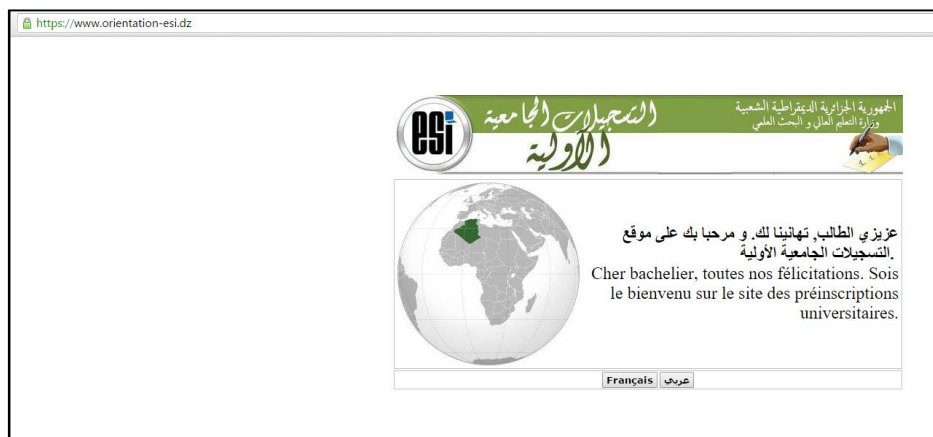 https://www.orientation-esi.dz
الجمهورية الجزائرية الديمقراطية الشعبية
وزارة التعليم العالي و البحث العلمي
التسجيلات الجامعية
الأولية
esi
عزيزي الطالب, تهانينا لك. و مرحبا بك على موقع
التسجيلات الجامعية الأولية.
Cher bachelier, toutes nos félicitations. Sois
le bienvenu sur le site des préinscriptions
universitaires.
Français عربي